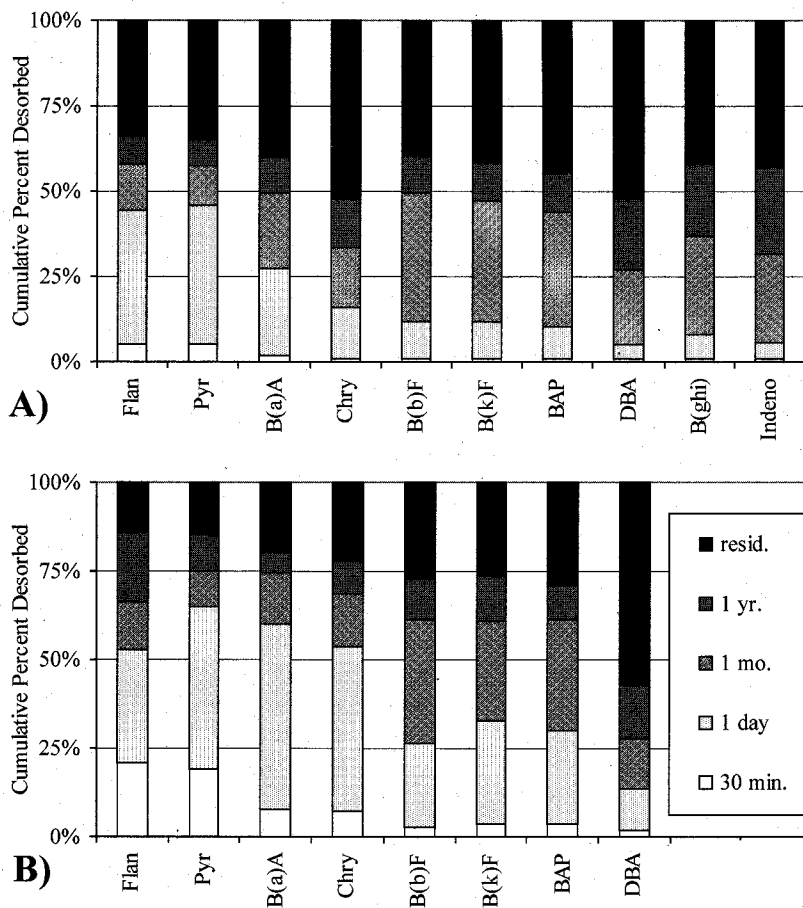 Cumulative Percent Desorbed
100%
75%
50%
25%
0%
A)
Flan
Pyr
B(a)A
Chry
B(b)F
B(k)F
BAP
DBA
B(ghi)
Indeno
Cumulative Percent Desorbed
100%
75%
50%
25%
0%
B)
Flan
Pyr
B(a)A
Chry
B(b)F
B(k)F
BAP
DBA
resid.
1 yr.
1 mo.
1 day
30 min.